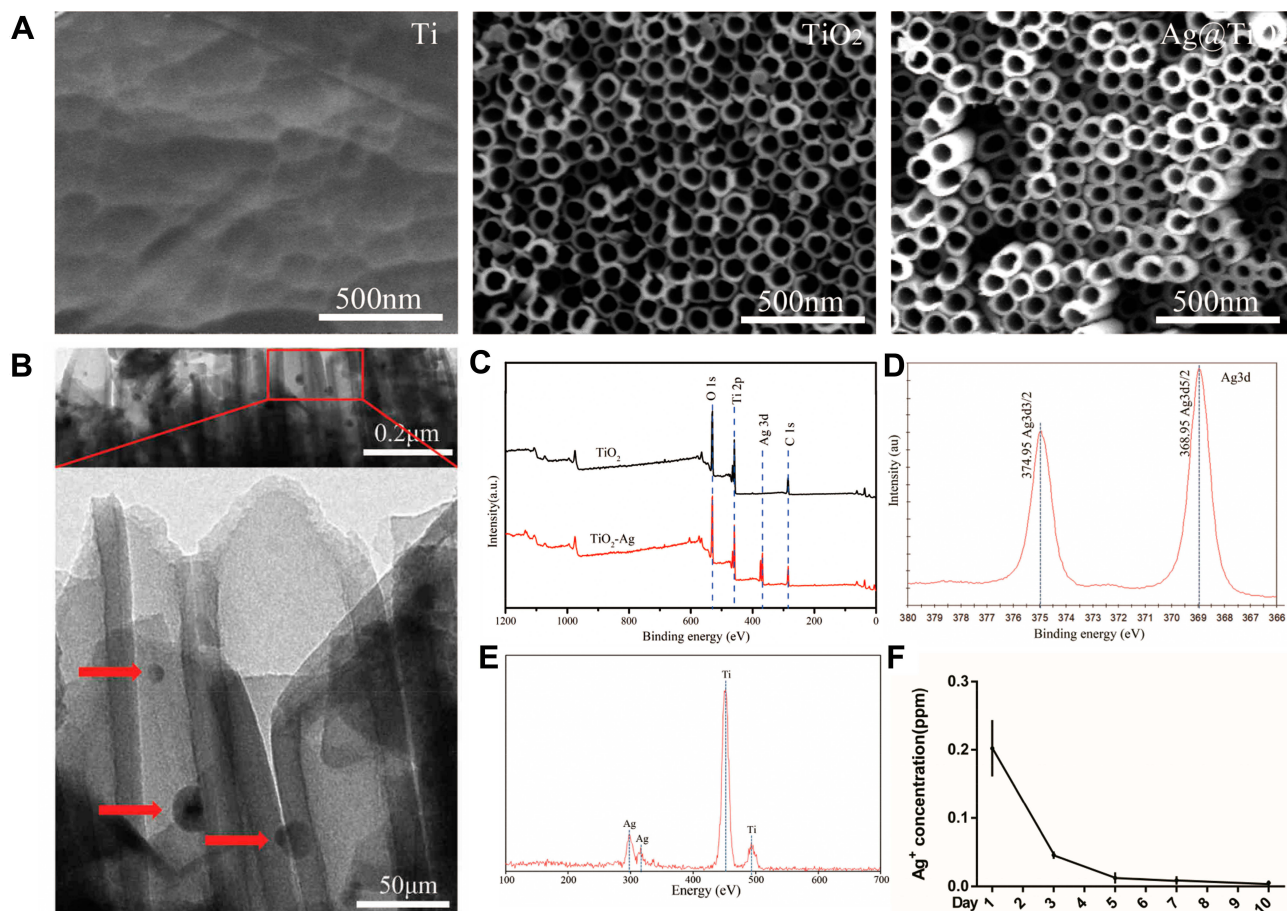 A
Ti
500nm
TiO₂
500nm
Ag@TiO₂
500nm
B
0.2μm
50μm
C
O 1s
Ti 2p
Ag 3d
C 1s
TiO₂
TiO₂-Ag
Intensity(a.u.)
1200 1000 800 600 400 200 0
Binding energy (eV)
D
Ag3d
374.95 Ag3d3/2
368.95 Ag3d5/2
Intensity (au)
380 379 378 377 376 375 374 373 372 371 370 369 368 367 366
Binding energy (eV)
E
Ti
Ag
Ag
Ti
100 200 300 400 500 600 700
Energy (eV)
F
Ag⁺ concentration(ppm)
0.3
0.2
0.1
0.0
Day 1 2 3 4 5 6 7 8 9 10